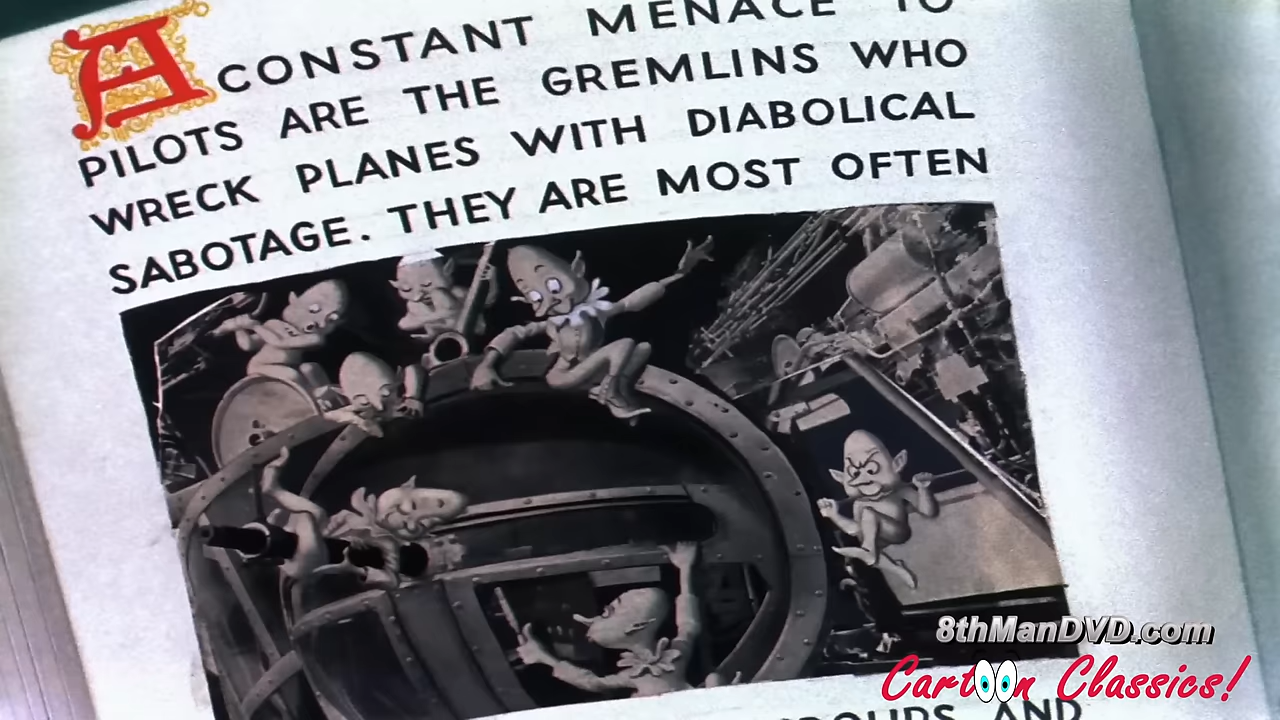 A CONSTANT MENACE TO
PILOTS ARE THE GREMLINS WHO
WRECK PLANES WITH DIABOLICAL
SABOTAGE. THEY ARE MOST OFTEN
8thManDVD.com
Cartoon Classics!
AND